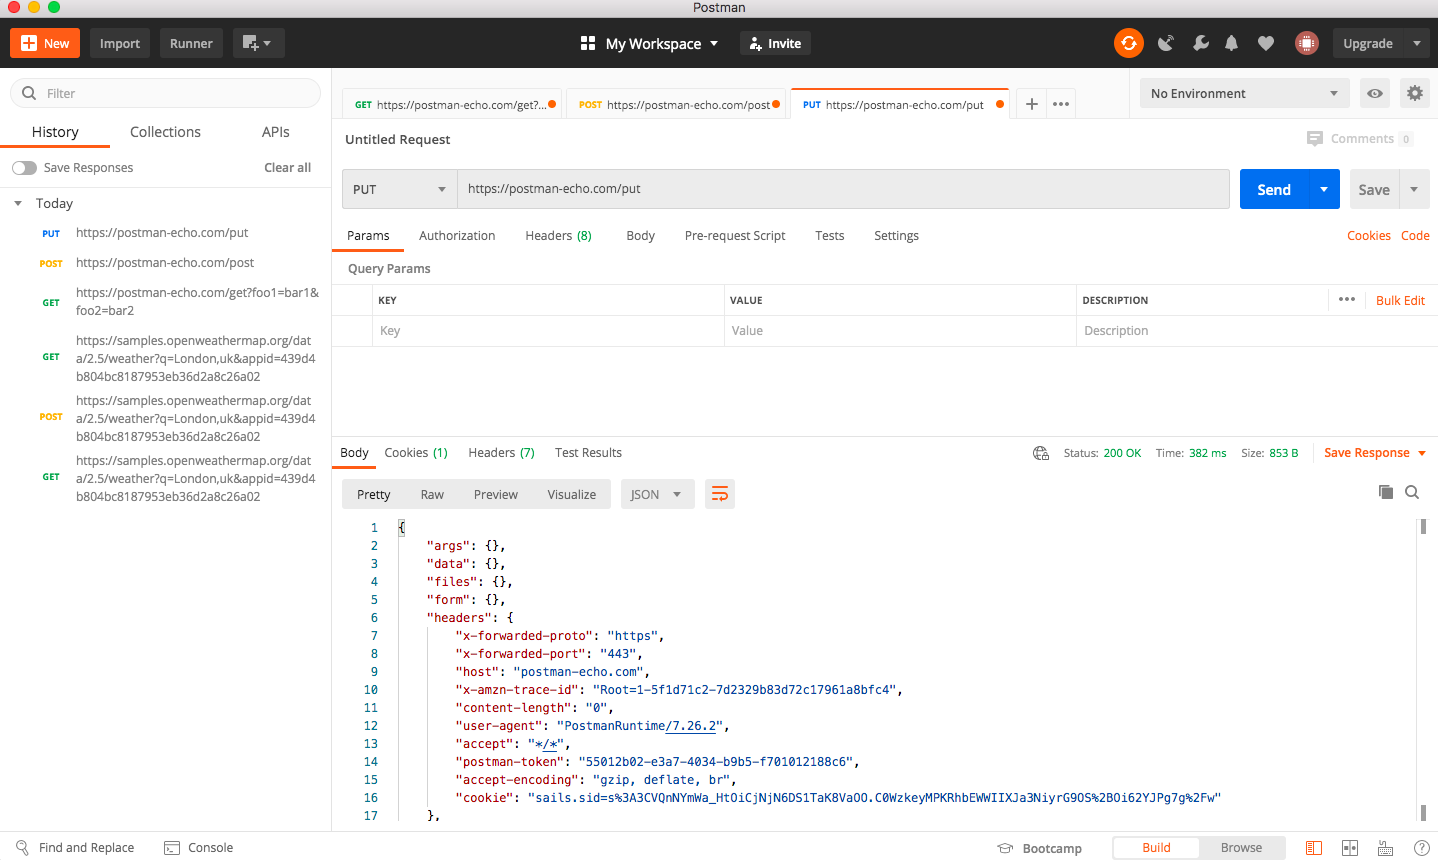 Postman
New
Import
Runner
My Workspace
Invite
Upgrade
Filter
History
Collections
APIs
Save Responses
Clear all
Today
PUT https://postman-echo.com/put
POST https://postman-echo.com/post
GET https://postman-echo.com/get?foo1=bar1&
foo2=bar2
GET https://samples.openweathermap.org/dat
a/2.5/weather?q=London,uk&appid=439d4
b804bc8187953eb36d2a8c26a02
POST https://samples.openweathermap.org/dat
a/2.5/weather?q=London,uk&appid=439d4
b804bc8187953eb36d2a8c26a02
GET https://samples.openweathermap.org/dat
a/2.5/weather?q=London,uk&appid=439d4
b804bc8187953eb36d2a8c26a02
GET https://postman-echo.com/get?...
POST https://postman-echo.com/post
PUT https://postman-echo.com/put
No Environment
Untitled Request
Comments 0
PUT
https://postman-echo.com/put
Send
Save
Params
Authorization
Headers (8)
Body
Pre-request Script
Tests
Settings
Cookies
Code
Query Params
KEY
VALUE
DESCRIPTION
Bulk Edit
Key
Value
Description
Body
Cookies (1)
Headers (7)
Test Results
Status: 200 OK
Time: 382 ms
Size: 853 B
Save Response
Pretty
Raw
Preview
Visualize
JSON
1 {
2 "args": {},
3 "data": {},
4 "files": {},
5 "form": {},
6 "headers": {
7 "x-forwarded-proto": "https",
8 "x-forwarded-port": "443",
9 "host": "postman-echo.com",
10 "x-amzn-trace-id": "Root=1-5f1d71c2-7d2329b83d72c17961a8bfc4",
11 "content-length": "0",
12 "user-agent": "PostmanRuntime/7.26.2",
13 "accept": "*/*",
14 "postman-token": "55012b02-e3a7-4034-b9b5-f701012188c6",
15 "accept-encoding": "gzip, deflate, br",
16 "cookie": "sails.sid=s%3A3CVQnNYmWa_HtOiCjNjN6DS1TaK8VaOO.C0WzkeyMPKRhbEWWIIXJa3NiyrG9OS%2BOi62YJPg7g%2Fw"
17 },
Find and Replace
Console
Bootcamp
Build
Browse